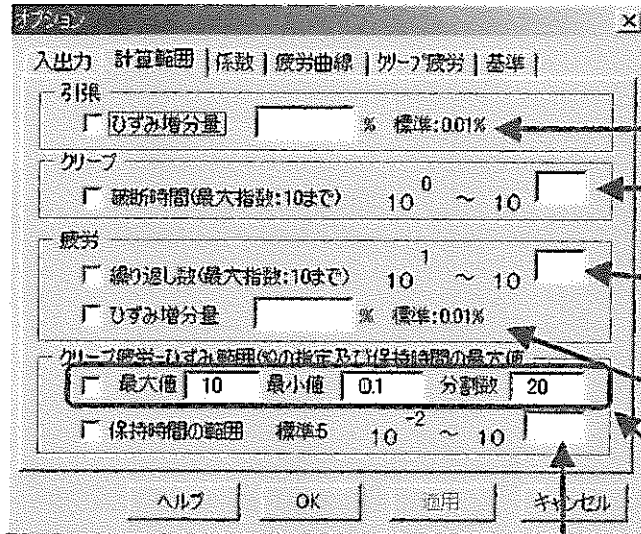 オプション
入出力 計算範囲 係数 疲労曲線 クリープ疲労 基準
引張
ひずみ増分量 % 標準:0.01%
クリープ
破断時間(最大指数:10まで) 10 0 ~ 10
疲労
繰り返し数(最大指数:10まで) 10 1 ~ 10
ひずみ増分量 % 標準:0.01%
クリープ疲労-ひずみ範囲(%)の指定及び保持時間の最大値
最大値 10 最小値 0.1 分割数 20
保持時間の範囲 標準:5 10 -2 ~ 10
ヘルプ OK 適用 キャンセル